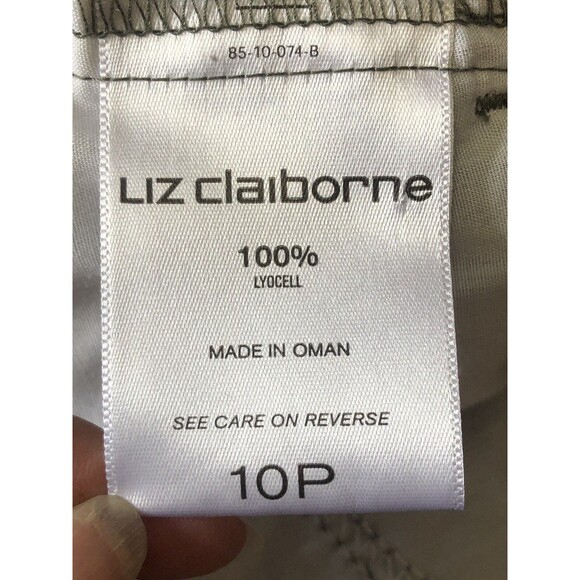 85-10-074-B
Liz claiborne
100%
LYOCELL
MADE IN OMAN
SEE CARE ON REVERSE
10P